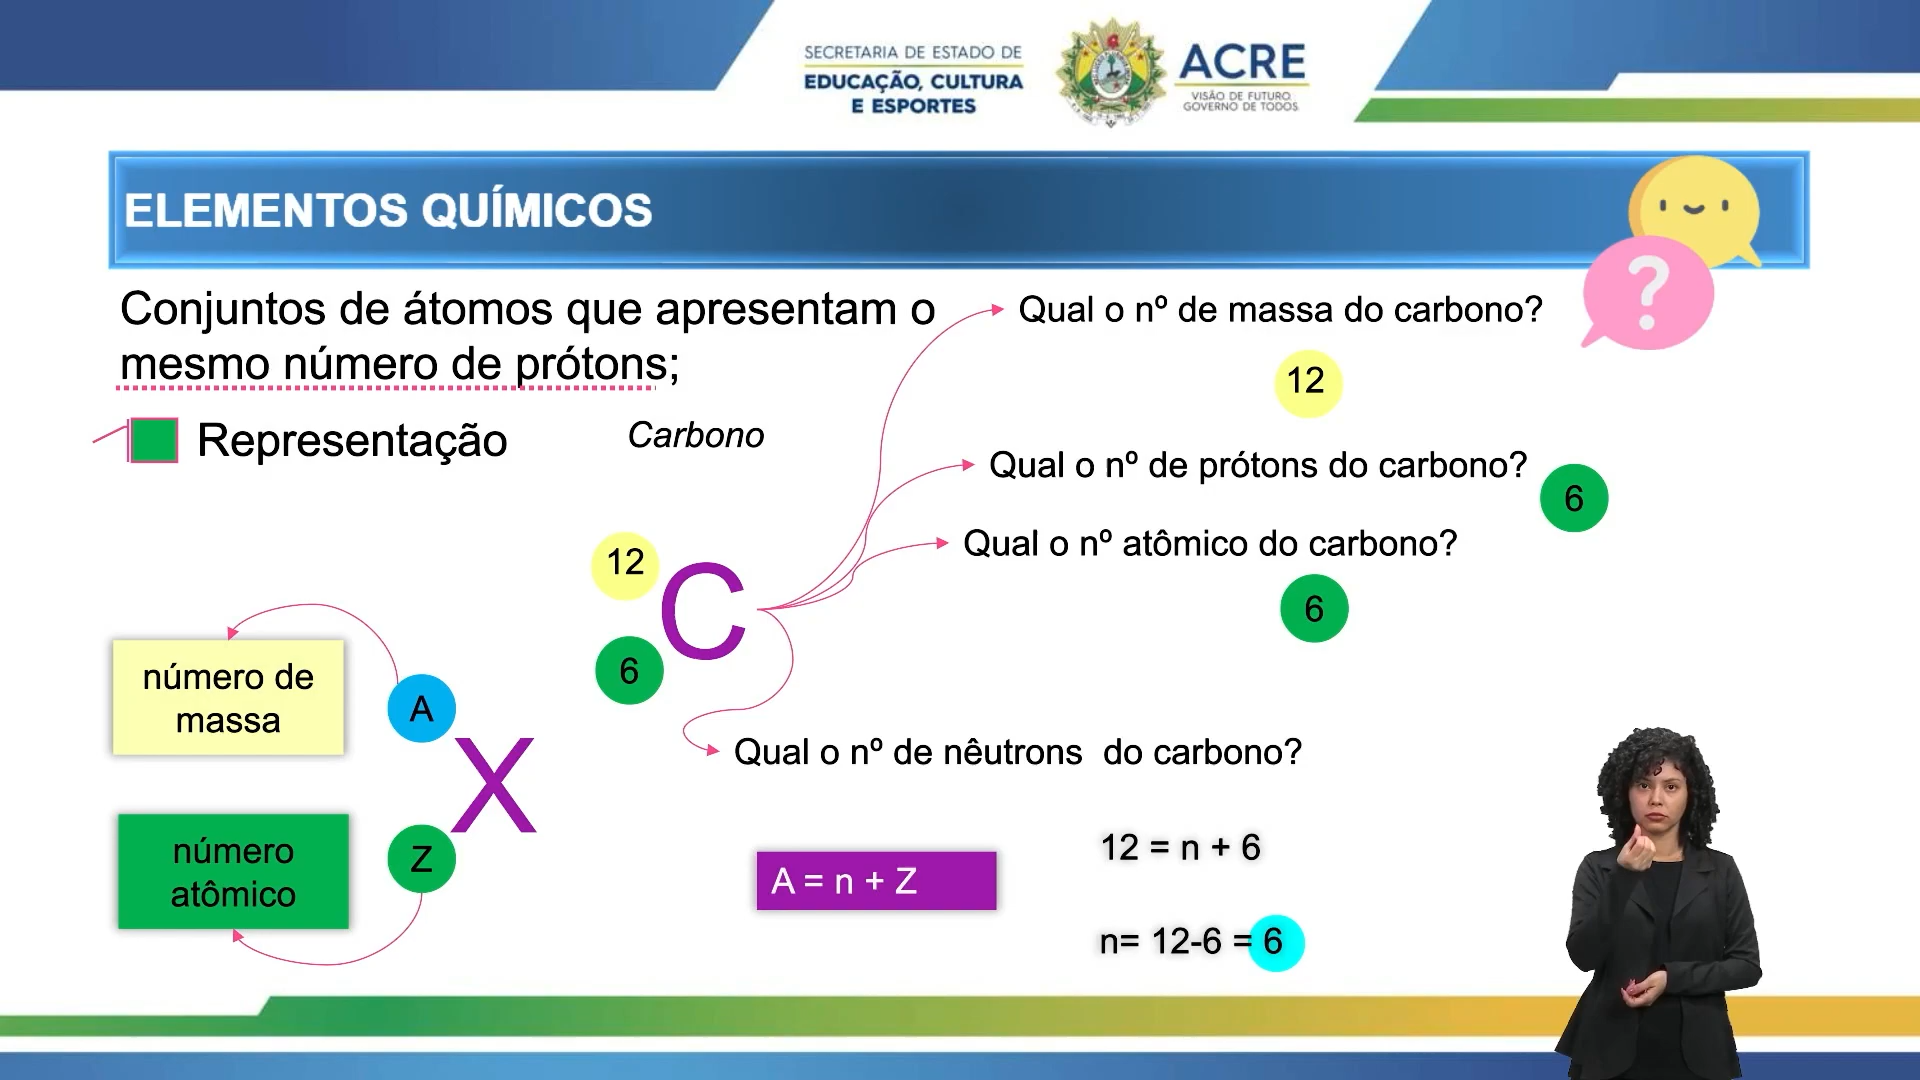 SECRETARIA DE ESTADO DE
EDUCAÇÃO, CULTURA
E ESPORTES
ACRE
VISÃO DE FUTURO.
GOVERNO DE TODOS.
ELEMENTOS QUÍMICOS
?
Conjuntos de átomos que apresentam o
mesmo número de prótons;
Representação
Carbono
Qual o nº de massa do carbono?
12
Qual o nº de prótons do carbono?
6
Qual o nº atômico do carbono?
6
12
C
6
número de
massa
A
X
número
atômico
Z
Qual o nº de nêutrons do carbono?
A = n + Z
12 = n + 6
n= 12-6 = 6